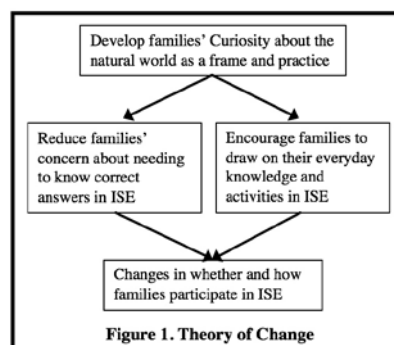 Develop families' Curiosity about the
natural world as a frame and practice
Reduce families'
concern about needing
to know correct
answers in ISE
Encourage families to
draw on their everyday
knowledge and
activities in ISE
Changes in whether and how
families participate in ISE
Figure 1. Theory of Change